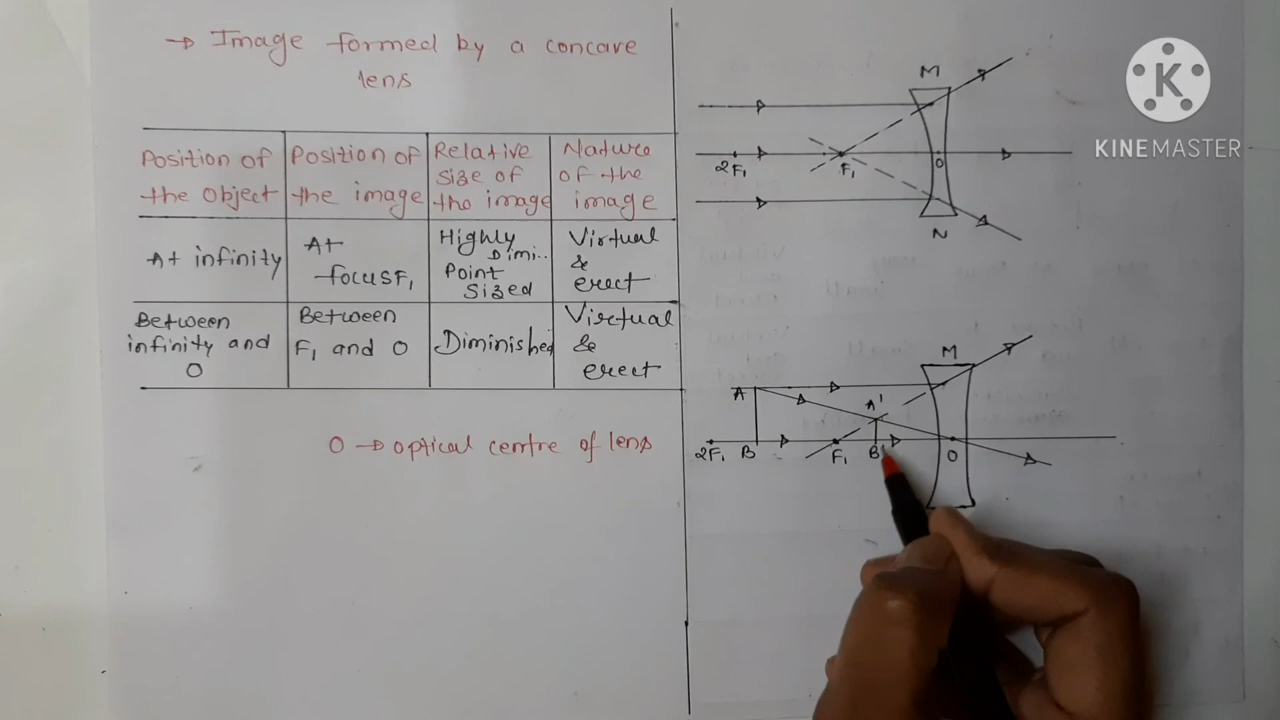 → Image formed by a concave
lens
Position of
the Object
Position of
the image
Relative
size of
the image
Nature
of the
image
At infinity
At
focus F₁
Highly
Dimi..
Point
Sized
Virtual
&
erect
Between
infinity and
O
Between
F₁ and O
Diminished
Virtual
&
erect
O → optical centre of lens
M
2F₁
F₁
O
N
M
A
A'
2F₁ B
F₁
B'
O
K
KINEMASTER